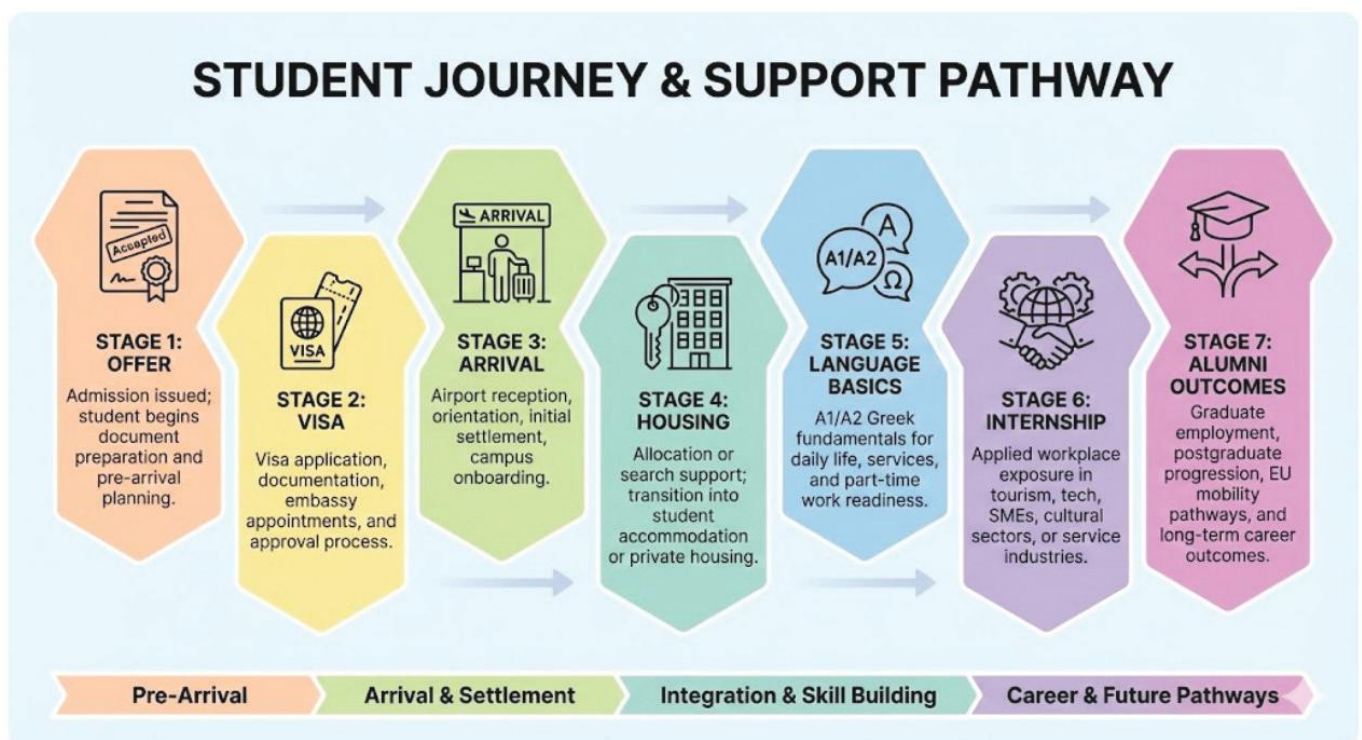 STUDENT JOURNEY & SUPPORT PATHWAY
Accepted
STAGE 1:
OFFER
Admission issued;
student begins
document
preparation and
pre-arrival
planning.
VISA
STAGE 2:
VISA
Visa application,
documentation,
embassy
appointments, and
approval process.
ARRIVAL
STAGE 3:
ARRIVAL
Airport reception,
orientation, initial
settlement,
campus
onboarding.
STAGE 4:
HOUSING
Allocation or
search support;
transition into
student
accommodation
or private housing.
A
A1/A2
Ω
STAGE 5:
LANGUAGE
BASICS
A1/A2 Greek
fundamentals for
daily life, services,
and part-time
work readiness.
STAGE 6:
INTERNSHIP
Applied workplace
exposure in
tourism, tech,
SMEs, cultural
sectors, or service
industries.
STAGE 7:
ALUMNI
OUTCOMES
Graduate
employment,
postgraduate
progression, EU
mobility
pathways, and
long-term career
outcomes.
Pre-Arrival
Arrival & Settlement
Integration & Skill Building
Career & Future Pathways